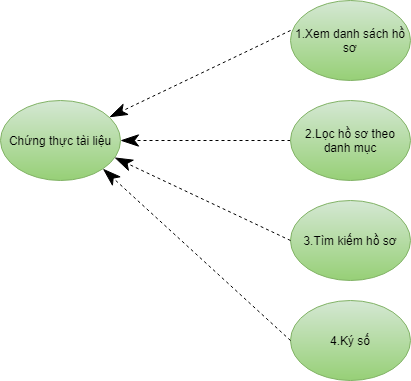 1.Xem danh sách hồ
sơ
Chứng thực tải liệu
2.Lọc hồ sơ theo
danh mục
3.Tìm kiếm hồ sơ
4.Ký số